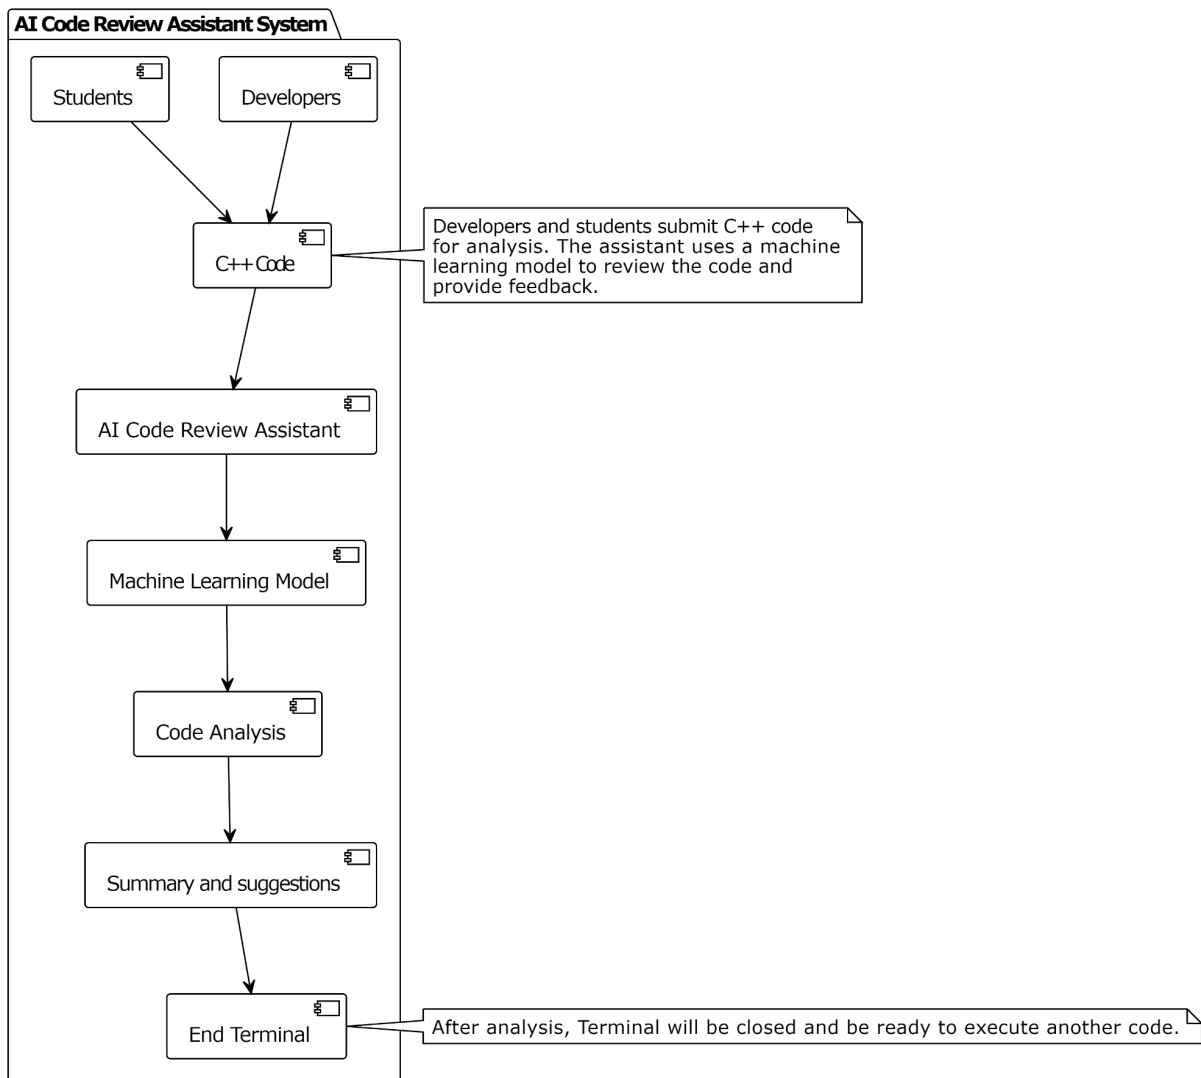 AI Code Review Assistant System
Students
Developers
C++ Code
Developers and students submit C++ code
for analysis. The assistant uses a machine
learning model to review the code and
provide feedback.
AI Code Review Assistant
Machine Learning Model
Code Analysis
Summary and suggestions
End Terminal
After analysis, Terminal will be closed and be ready to execute another code.